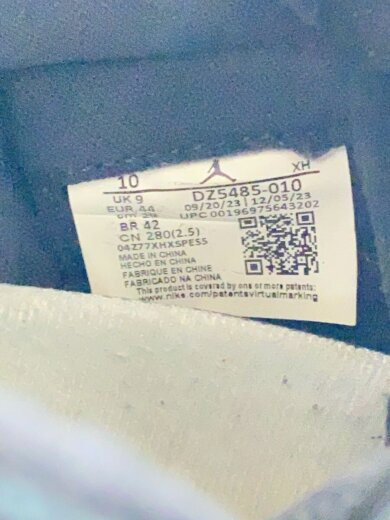 10 XH
UK 9 DZ5485-010
EUR 44 09/20/23 | 12/05/23
UPC 00196975643202
BR 42
CN 280(2.5)
04Z77XHXSPES5
MADE IN CHINA
HECHO EN CHINA
FABRIQUE EN CHINE
FABRICADO NA CHINA
This product is covered by one or more patents:
www.nike.com/patentsvirtualmarking